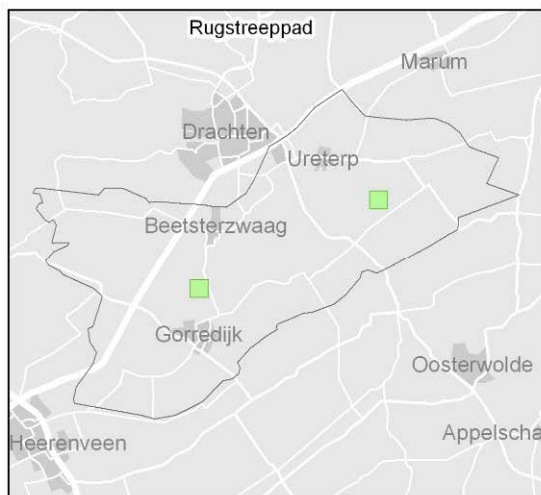 Rugstreeppad
Marum
Drachten
Ureterp
Beetsterzwaag
Gorredijk
Oosterwolde
Heerenveen
Appelscha